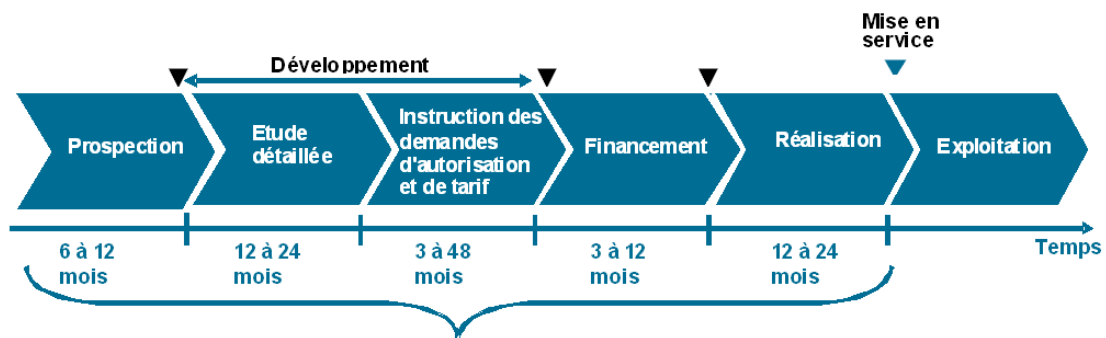 Mise en
service
Développement
Prospection
Etude
détaillée
Instruction des
demandes
d'autorisation
et de tarif
Financement
Réalisation
Exploitation
6 à 12
mois
12 à 24
mois
3 à 48
mois
3 à 12
mois
12 à 24
mois
Temps